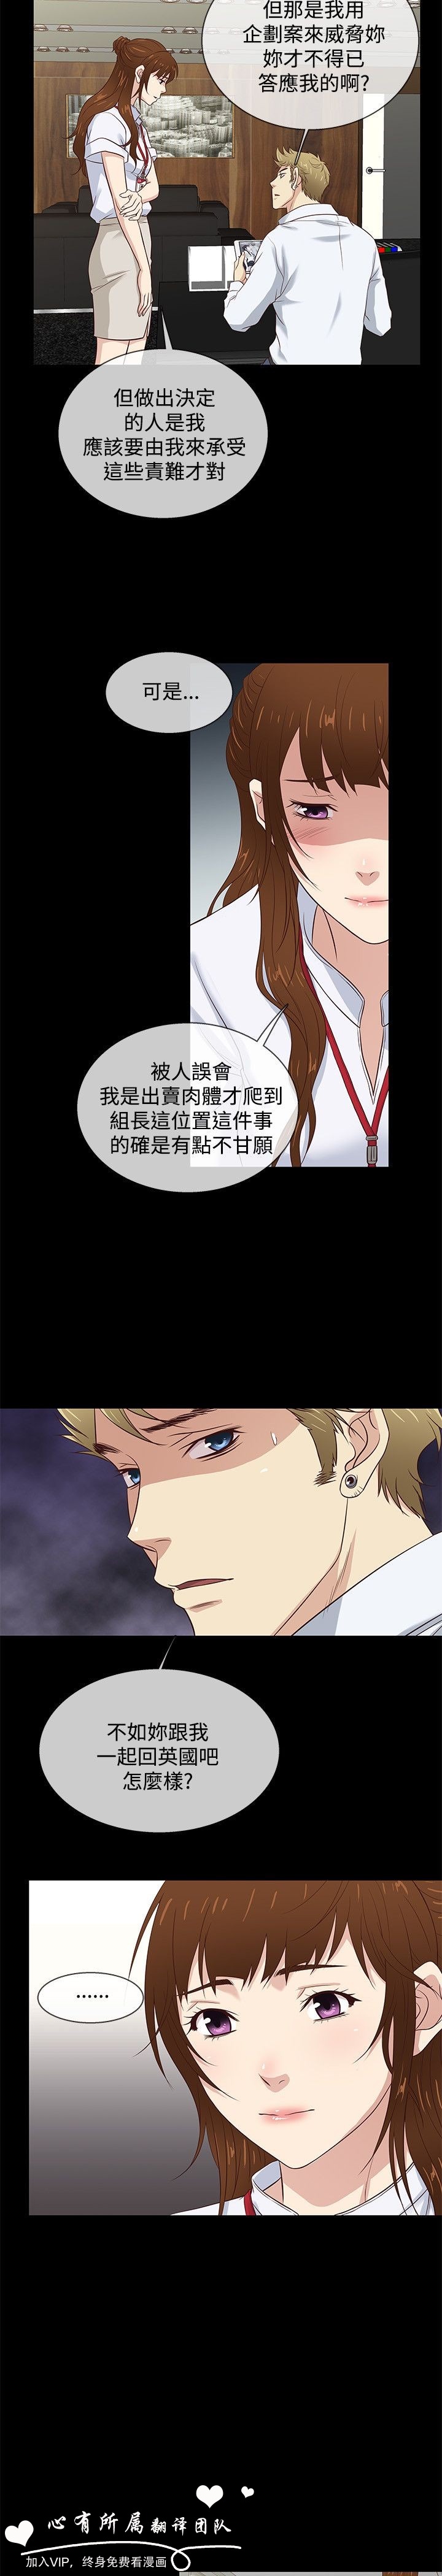 但那是我用
企劃案來威脅妳
妳才不得已
答應我的啊?
但做出決定
的人是我
應該要由我來承受
這些責難才對
可是...
被人誤會
我是出賣肉體才爬到
組長這位置這件事
的確是有點不甘願
不如妳跟我
一起回英國吧
怎麼樣?
······
心有所属翻译团队
加入VIP，终身免费看漫画